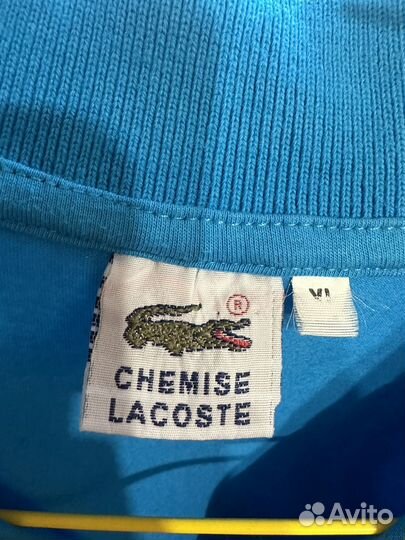 ®
XL
CHEMISE
LACOSTE
Avito